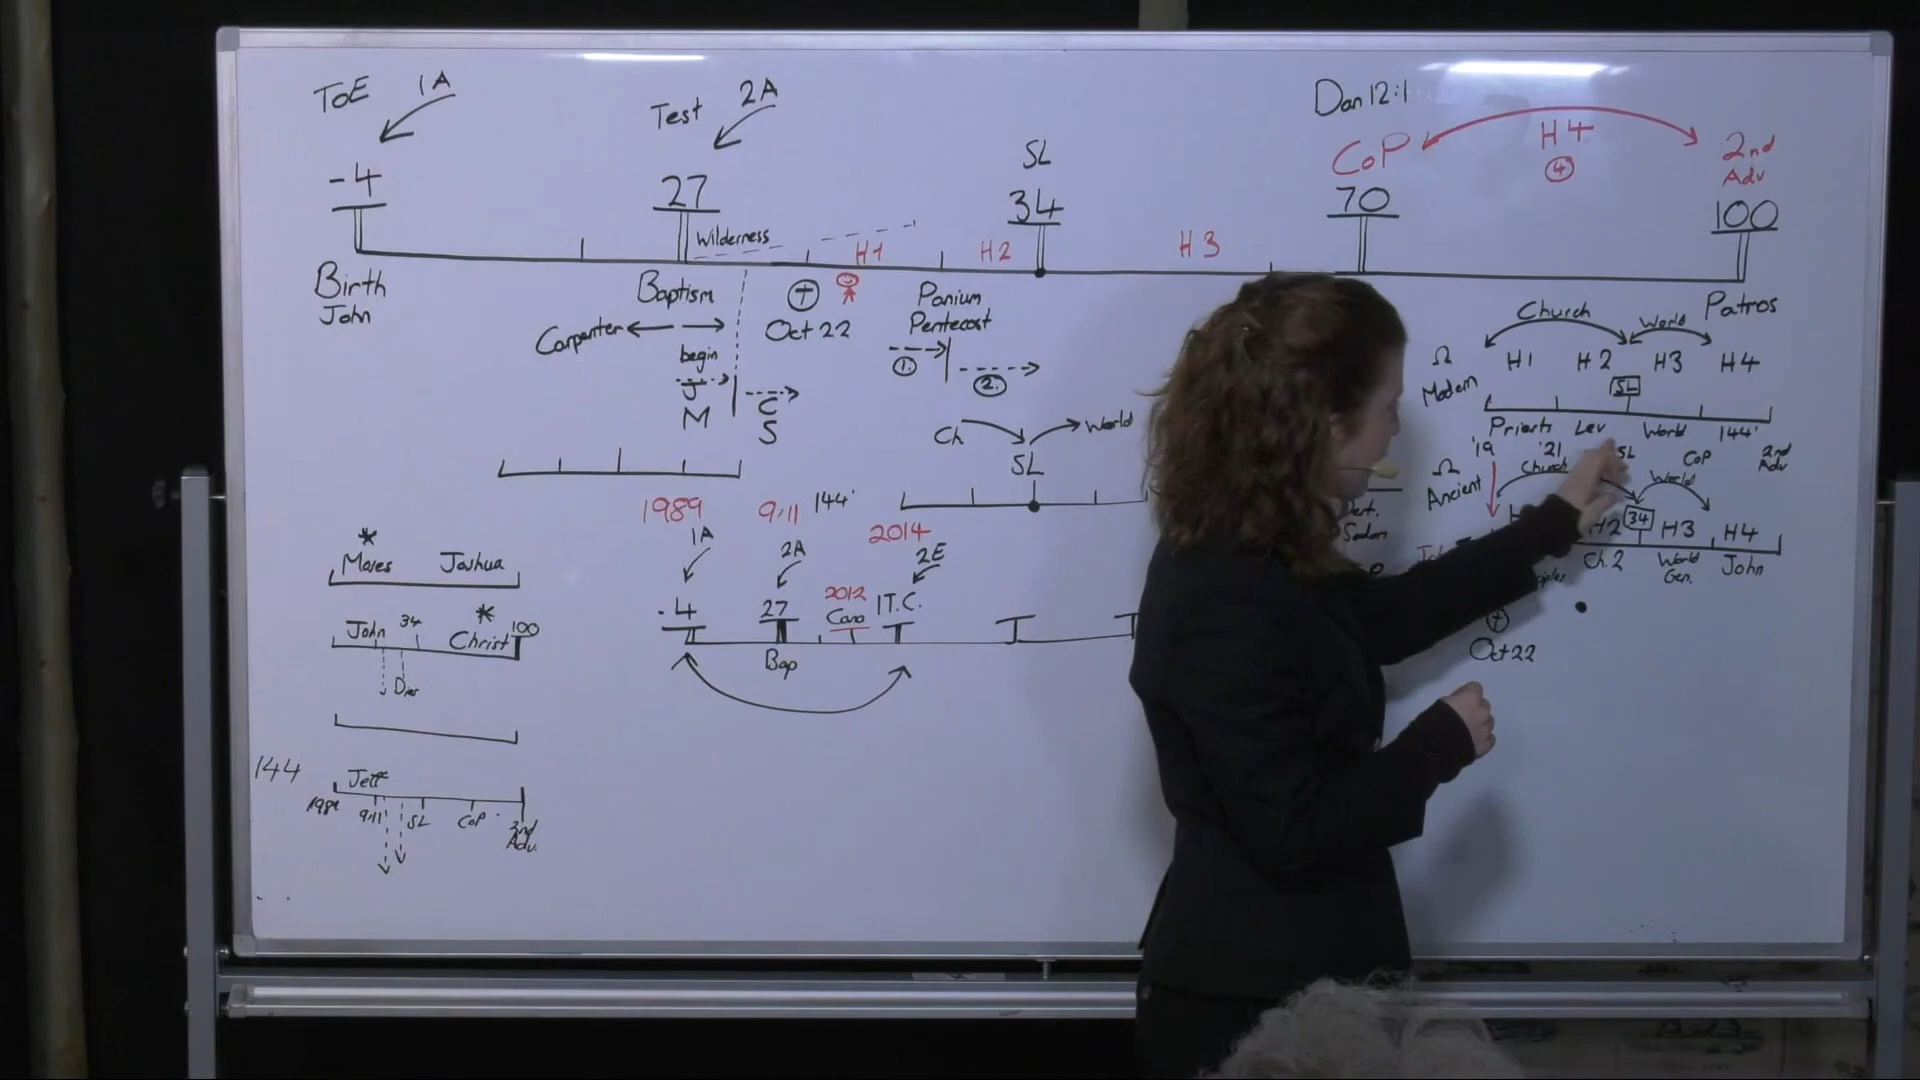 ToE 1A
Test 2A
Dan 12:1
SL
CoP H4 2nd
④ Adv
-4 27 34 70 100
Wilderness H1 H2 H3
Birth
John
Baptism
Oct 22
Panium
Pentecost
Patros
Carpenter
begin
J
M
C
S
①.
②.
Ch World
SL
Church World
Ω H1 H2 H3 H4
Modern
SL
Priests Lev World 144'
'19 '21 SL CoP 2nd
Adv
Ω Church World
Ancient
H2 34 H3 H4
Ch.2 World John
Gen.
Oct 22
1989 9/11 144' 2014
1A 2A 2E
-4 27 2012 1T.C.
Cana
Bap
*
Moses Joshua
*
John 34 Christ 100
Dies
144 Jeff
1989 9/11 SL CoP 2nd
Adv.